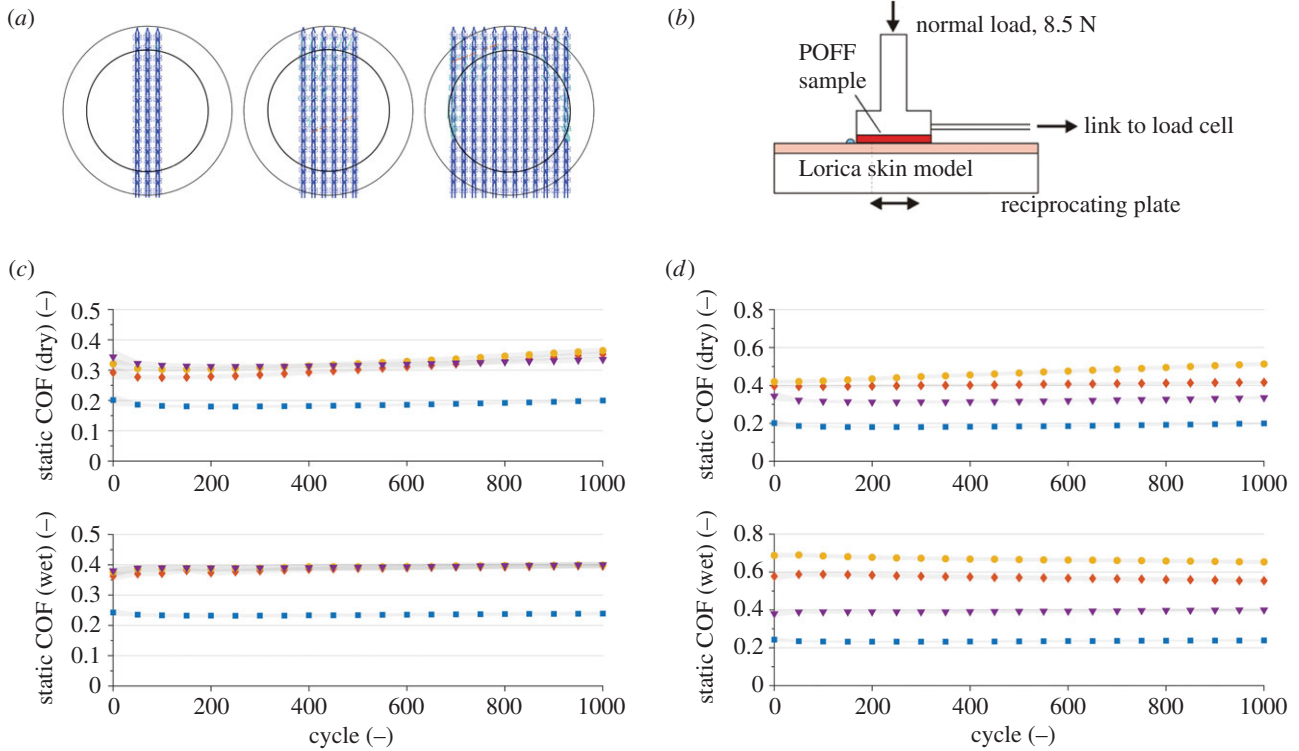 (a)
(b)
normal load, 8.5 N
POFF
sample
link to load cell
Lorica skin model
reciprocating plate
(c)
static COF (dry) (–)
0.5
0.4
0.3
0.2
0.1
0
0 200 400 600 800 1000
static COF (wet) (–)
0.5
0.4
0.3
0.2
0.1
0
0 200 400 600 800 1000
cycle (–)
(d)
static COF (dry) (–)
0.8
0.6
0.4
0.2
0
0 200 400 600 800 1000
static COF (wet) (–)
0.8
0.6
0.4
0.2
0
0 200 400 600 800 1000
cycle (–)